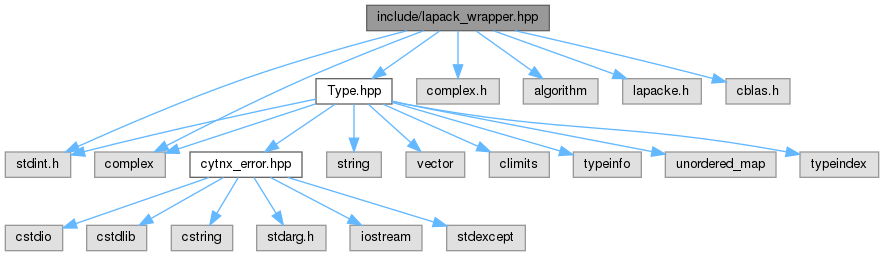 include/lapack_wrapper.hpp
Type.hpp
complex.h
algorithm
lapacke.h
cblas.h
stdint.h
complex
cytnx_error.hpp
string
vector
climits
typeinfo
unordered_map
typeindex
cstdio
cstdlib
cstring
stdarg.h
iostream
stdexcept